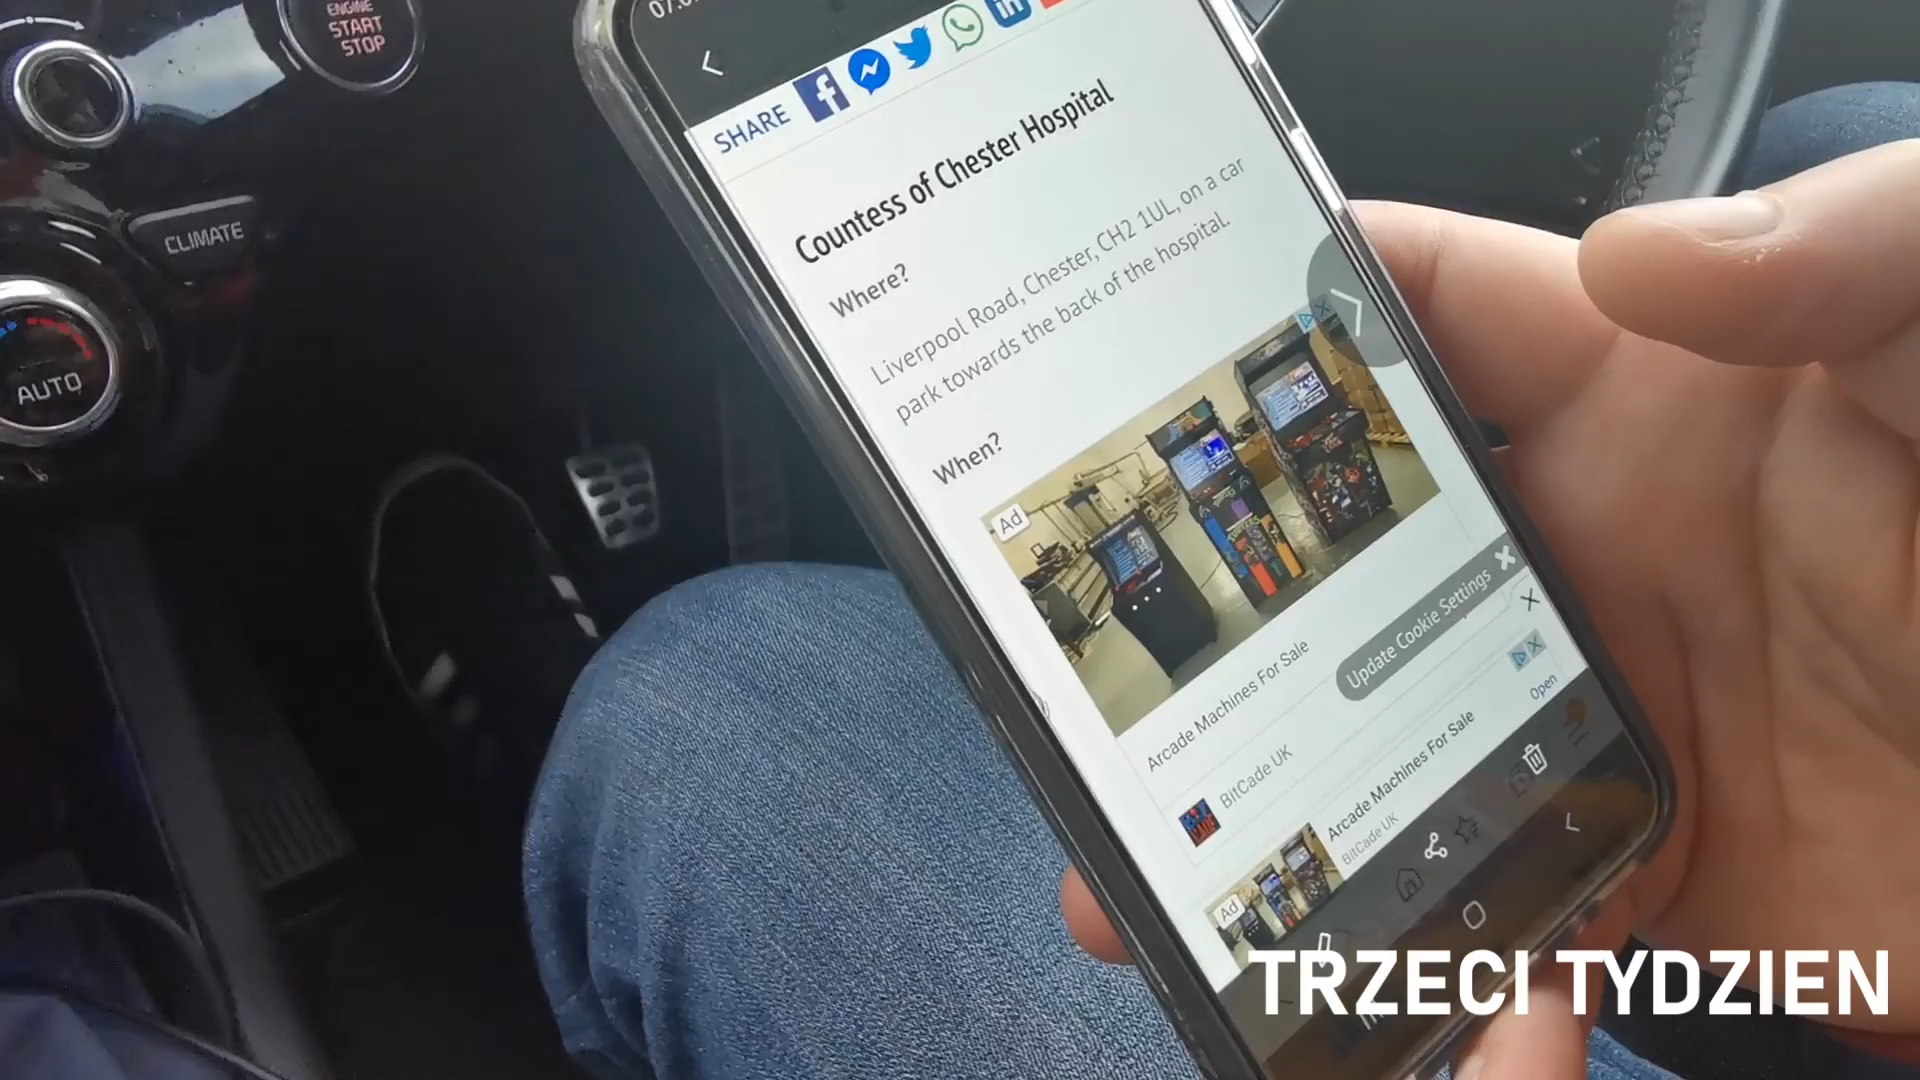 ENGINE
START
STOP
CLIMATE
AUTO
SHARE
Countess of Chester Hospital
Where?
Liverpool Road, Chester, CH2 1UL, on a car
park towards the back of the hospital.
When?
Ad
Update Cookie Settings
Arcade Machines For Sale
BitCade UK
Open
Arcade Machines For Sale
BitCade UK
Ad
TRZECI TYDZIEN